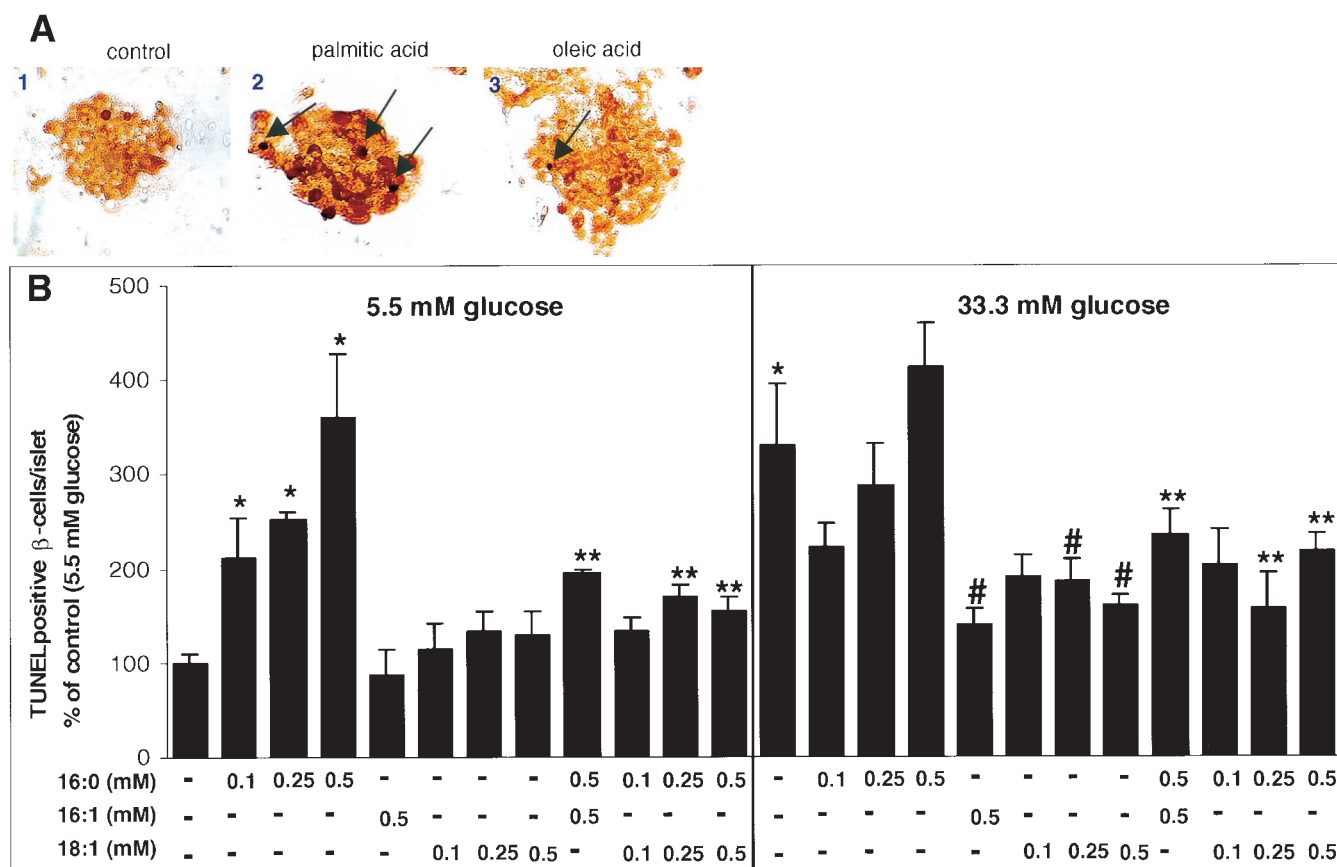 A
control palmitic acid oleic acid
1 2 3
B
5.5 mM glucose 33.3 mM glucose
TUNELpositive β-cells/islet
% of control (5.5 mM glucose)
500
400
300
200
100
0
* * * ** ** ** * # # # ** ** **
16:0 (mM) - 0.1 0.25 0.5 - - - - 0.5 0.1 0.25 0.5 - 0.1 0.25 0.5 - - - - 0.5 0.1 0.25 0.5
16:1 (mM) - - - - 0.5 - - - 0.5 - - - - - - - 0.5 - - - 0.5 - - -
18:1 (mM) - - - - - 0.1 0.25 0.5 - 0.1 0.25 0.5 - - - - - 0.1 0.25 0.5 - 0.1 0.25 0.5